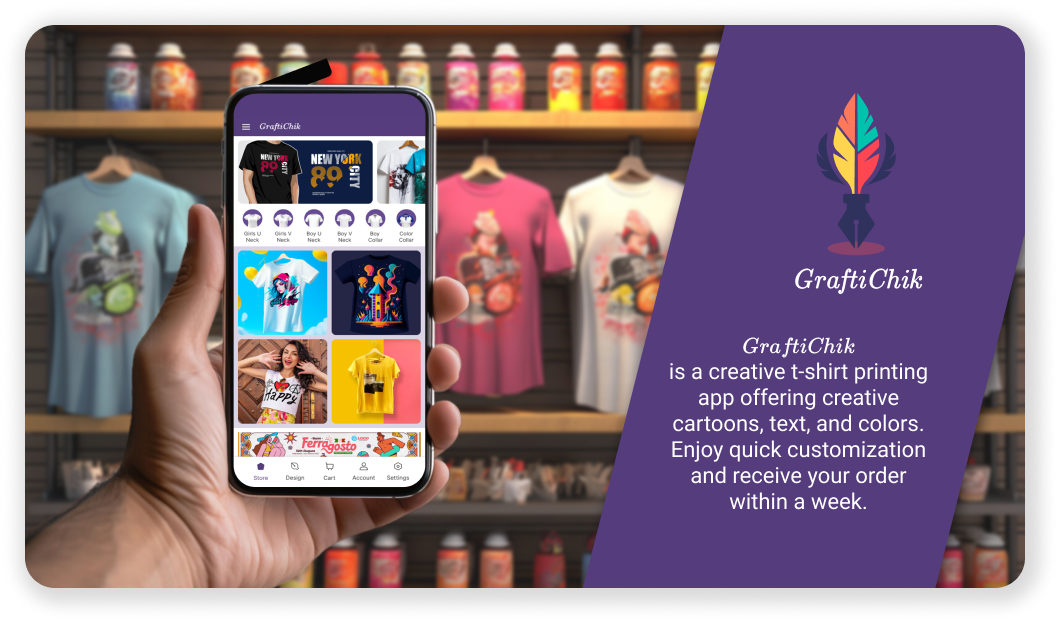 GraftiChik
NEW YORK
89
CITY
NEW YORK
89
CITY
Girls U
Neck
Girls V
Neck
Boy U
Neck
Boy V
Neck
Boy
Collar
Color
Collar
Happy
Ferragosto
LOGO
Store
Design
Cart
Account
Settings
GraftiChik
GraftiChik
is a creative t-shirt printing
app offering creative
cartoons, text, and colors.
Enjoy quick customization
and receive your order
within a week.